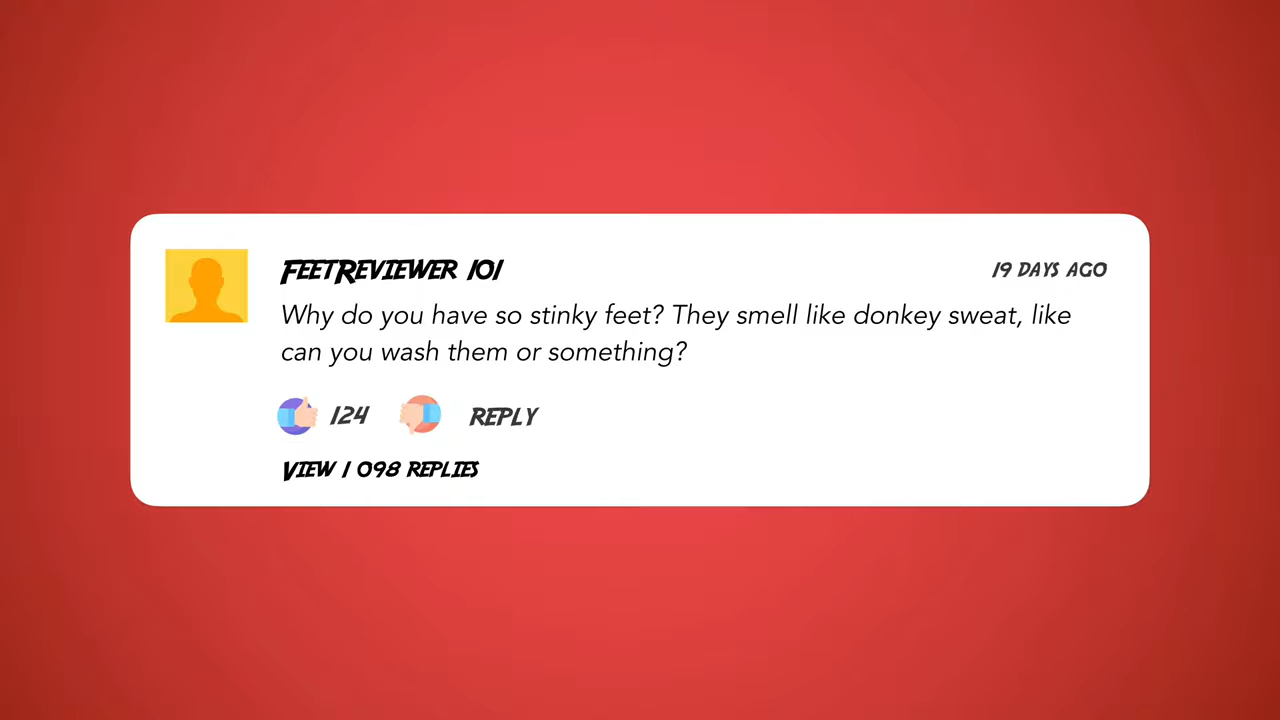 FeetReviewer 101
19 days ago
Why do you have so stinky feet? They smell like donkey sweat, like
can you wash them or something?
124 Reply
View 1 098 replies